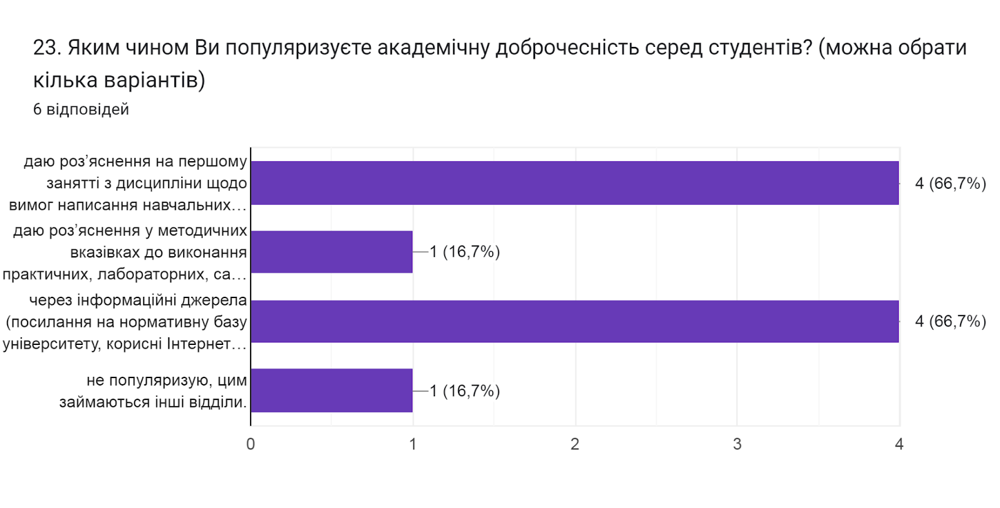 23. Яким чином Ви популяризуєте академічну доброчесність серед студентів? (можна обрати
кілька варіантів)
6 відповідей
даю роз’яснення на першому
занятті з дисципліни щодо
вимог написання навчальних…
4 (66,7%)
даю роз’яснення у методичних
вказівках до виконання
практичних, лабораторних, са…
1 (16,7%)
через інформаційні джерела
(посилання на нормативну базу
університету, корисні Інтернет…
4 (66,7%)
не популяризую, цим
займаються інші відділи.
1 (16,7%)
0 1 2 3 4